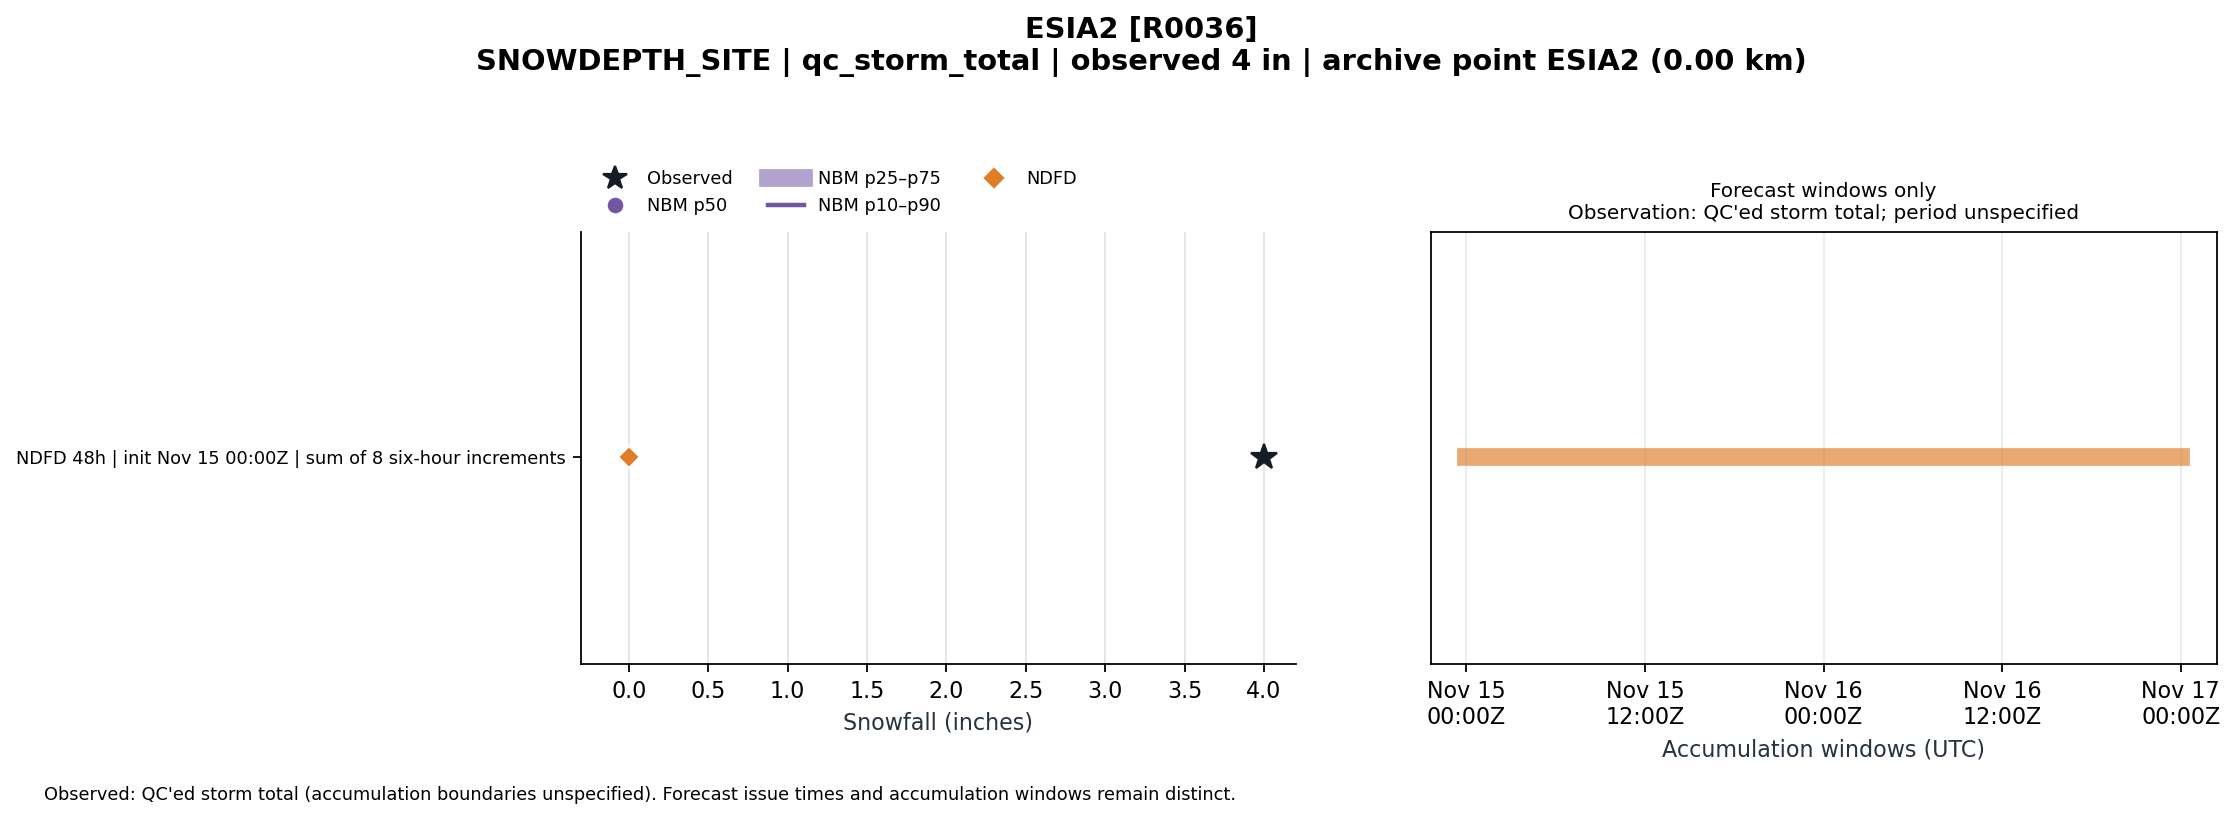 ESIA2 [R0036]
SNOWDEPTH_SITE | qc_storm_total | observed 4 in | archive point ESIA2 (0.00 km)
Observed
NBM p25–p75
NDFD
NBM p50
NBM p10–p90
Forecast windows only
Observation: QC'ed storm total; period unspecified
NDFD 48h | init Nov 15 00:00Z | sum of 8 six-hour increments
0.0 0.5 1.0 1.5 2.0 2.5 3.0 3.5 4.0
Snowfall (inches)
Nov 15 Nov 15 Nov 16 Nov 16 Nov 17
00:00Z 12:00Z 00:00Z 12:00Z 00:00Z
Accumulation windows (UTC)
Observed: QC'ed storm total (accumulation boundaries unspecified). Forecast issue times and accumulation windows remain distinct.